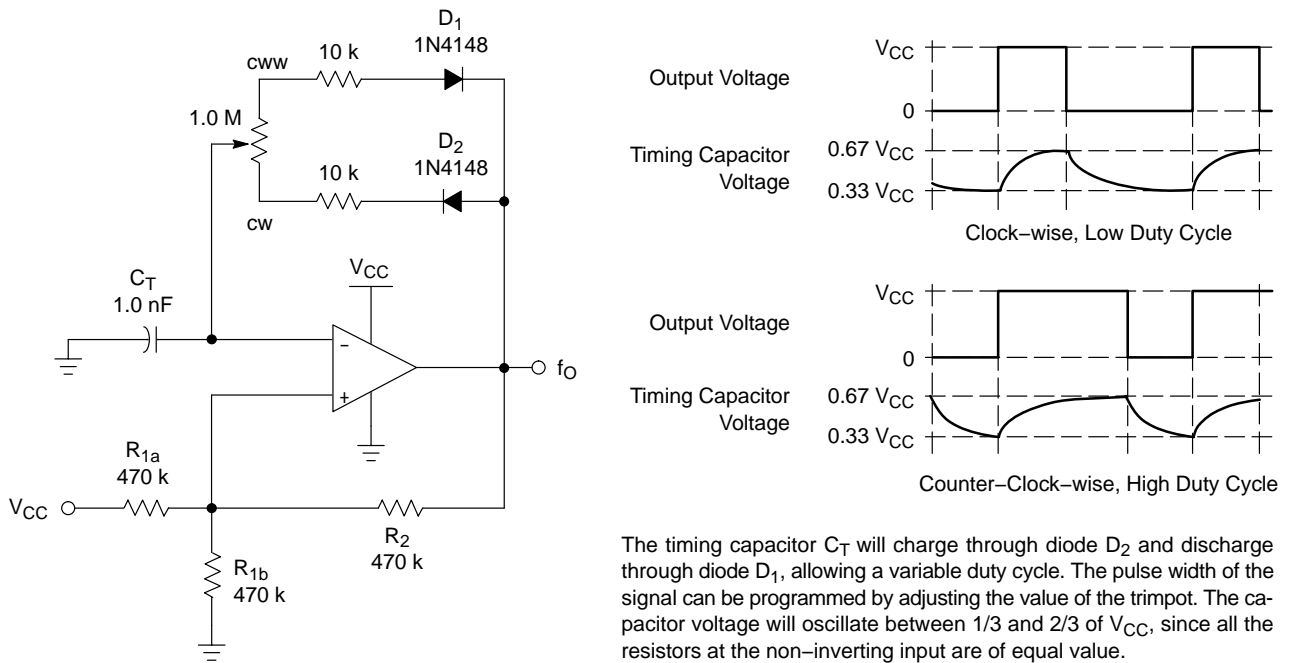 D1
1N4148
10 k
cww
1.0 M
D2
1N4148
10 k
cw
CT
1.0 nF
VCC
−
+
fO
R1a
470 k
VCC
R2
470 k
R1b
470 k
Output Voltage
VCC
0
Timing Capacitor
Voltage
0.67 VCC
0.33 VCC
Clock−wise, Low Duty Cycle
Output Voltage
VCC
0
Timing Capacitor
Voltage
0.67 VCC
0.33 VCC
Counter−Clock−wise, High Duty Cycle
The timing capacitor CT will charge through diode D2 and discharge
through diode D1, allowing a variable duty cycle. The pulse width of the
signal can be programmed by adjusting the value of the trimpot. The ca-
pacitor voltage will oscillate between 1/3 and 2/3 of VCC, since all the
resistors at the non−inverting input are of equal value.